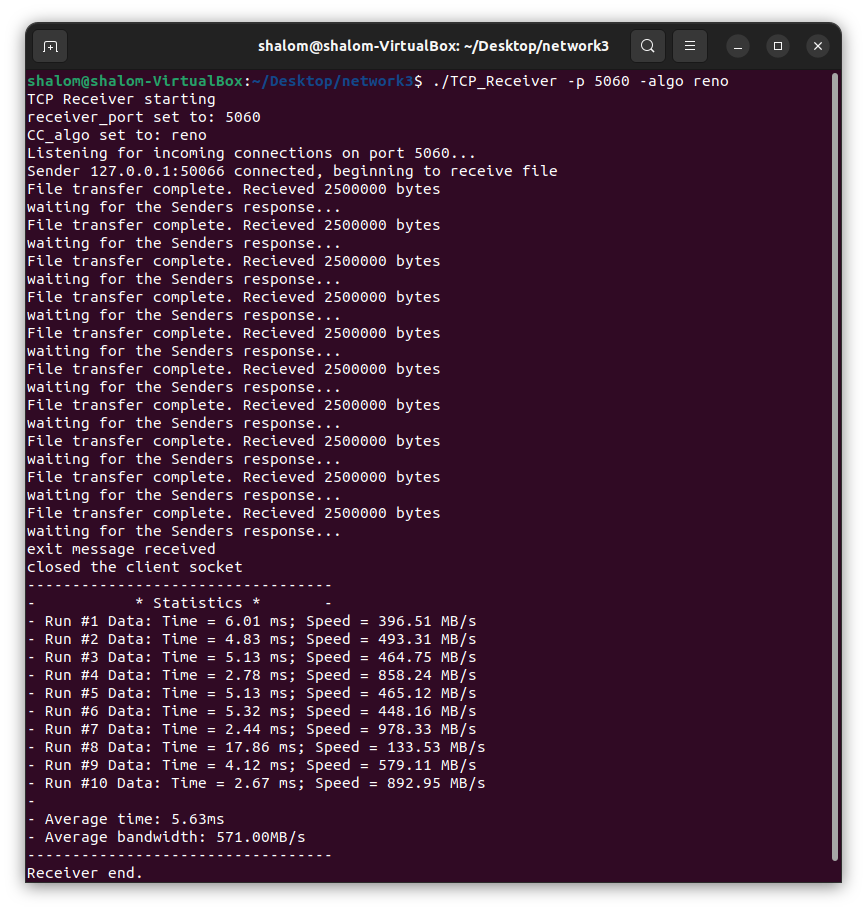 shalom@shalom-VirtualBox: ~/Desktop/network3
shalom@shalom-VirtualBox:~/Desktop/network3$ ./TCP_Receiver -p 5060 -algo reno
TCP Receiver starting
receiver_port set to: 5060
CC_algo set to: reno
Listening for incoming connections on port 5060...
Sender 127.0.0.1:50066 connected, beginning to receive file
File transfer complete. Recieved 2500000 bytes
waiting for the Senders response...
File transfer complete. Recieved 2500000 bytes
waiting for the Senders response...
File transfer complete. Recieved 2500000 bytes
waiting for the Senders response...
File transfer complete. Recieved 2500000 bytes
waiting for the Senders response...
File transfer complete. Recieved 2500000 bytes
waiting for the Senders response...
File transfer complete. Recieved 2500000 bytes
waiting for the Senders response...
File transfer complete. Recieved 2500000 bytes
waiting for the Senders response...
File transfer complete. Recieved 2500000 bytes
waiting for the Senders response...
File transfer complete. Recieved 2500000 bytes
waiting for the Senders response...
File transfer complete. Recieved 2500000 bytes
waiting for the Senders response...
exit message received
closed the client socket
----------------------------------
-           * Statistics *       -
- Run #1 Data: Time = 6.01 ms; Speed = 396.51 MB/s
- Run #2 Data: Time = 4.83 ms; Speed = 493.31 MB/s
- Run #3 Data: Time = 5.13 ms; Speed = 464.75 MB/s
- Run #4 Data: Time = 2.78 ms; Speed = 858.24 MB/s
- Run #5 Data: Time = 5.13 ms; Speed = 465.12 MB/s
- Run #6 Data: Time = 5.32 ms; Speed = 448.16 MB/s
- Run #7 Data: Time = 2.44 ms; Speed = 978.33 MB/s
- Run #8 Data: Time = 17.86 ms; Speed = 133.53 MB/s
- Run #9 Data: Time = 4.12 ms; Speed = 579.11 MB/s
- Run #10 Data: Time = 2.67 ms; Speed = 892.95 MB/s
-
- Average time: 5.63ms
- Average bandwidth: 571.00MB/s
----------------------------------
Receiver end.